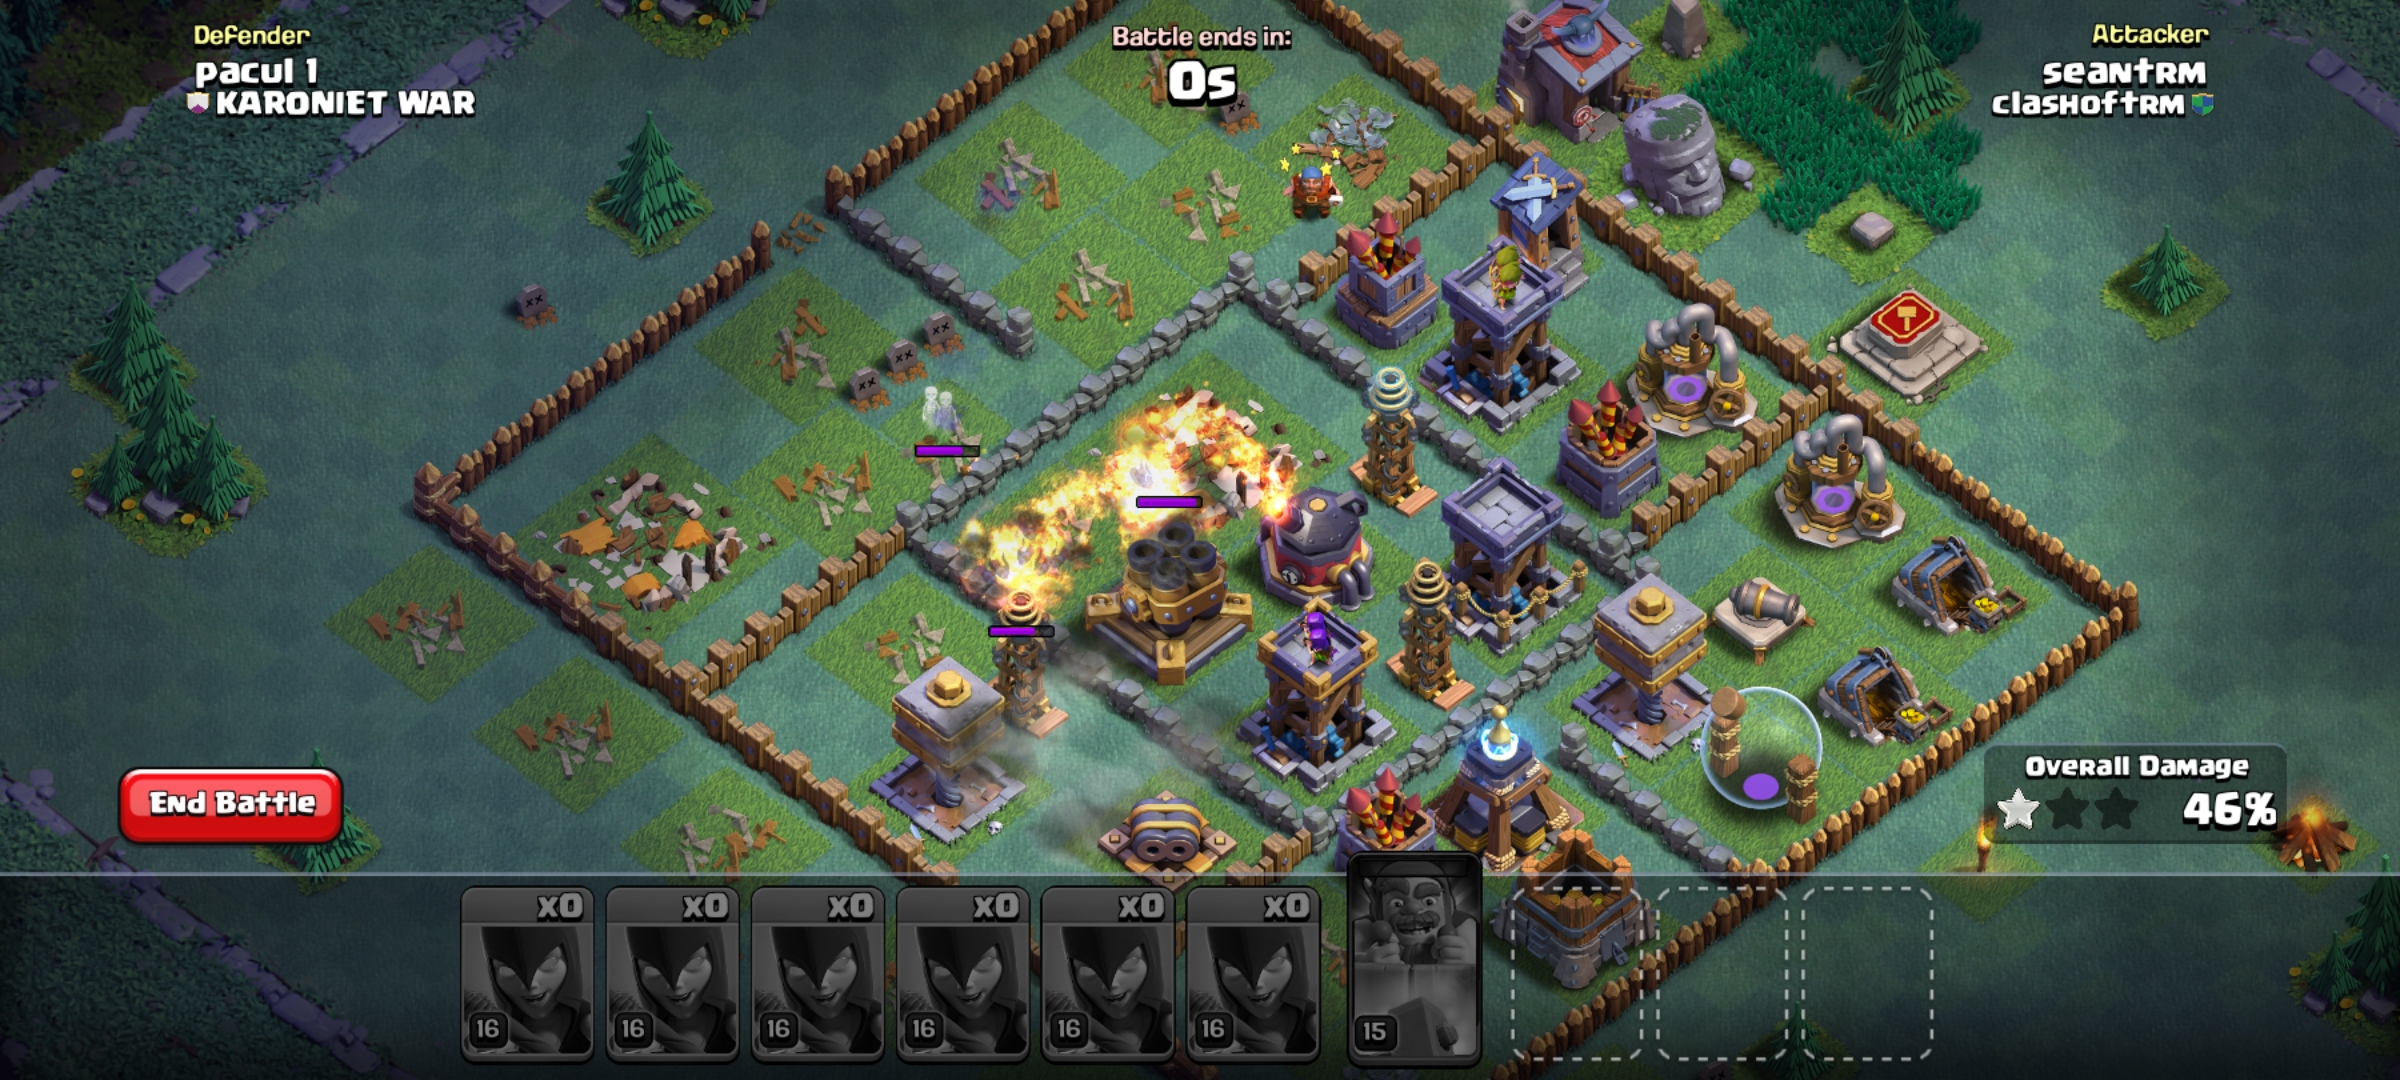 Defender
pacul 1
KARONIET WAR
Battle ends in:
0s
Attacker
seantRM
clashoftRM
End Battle
Overall Damage
46%
x0
x0
x0
x0
x0
x0
16
16
16
16
16
16
15